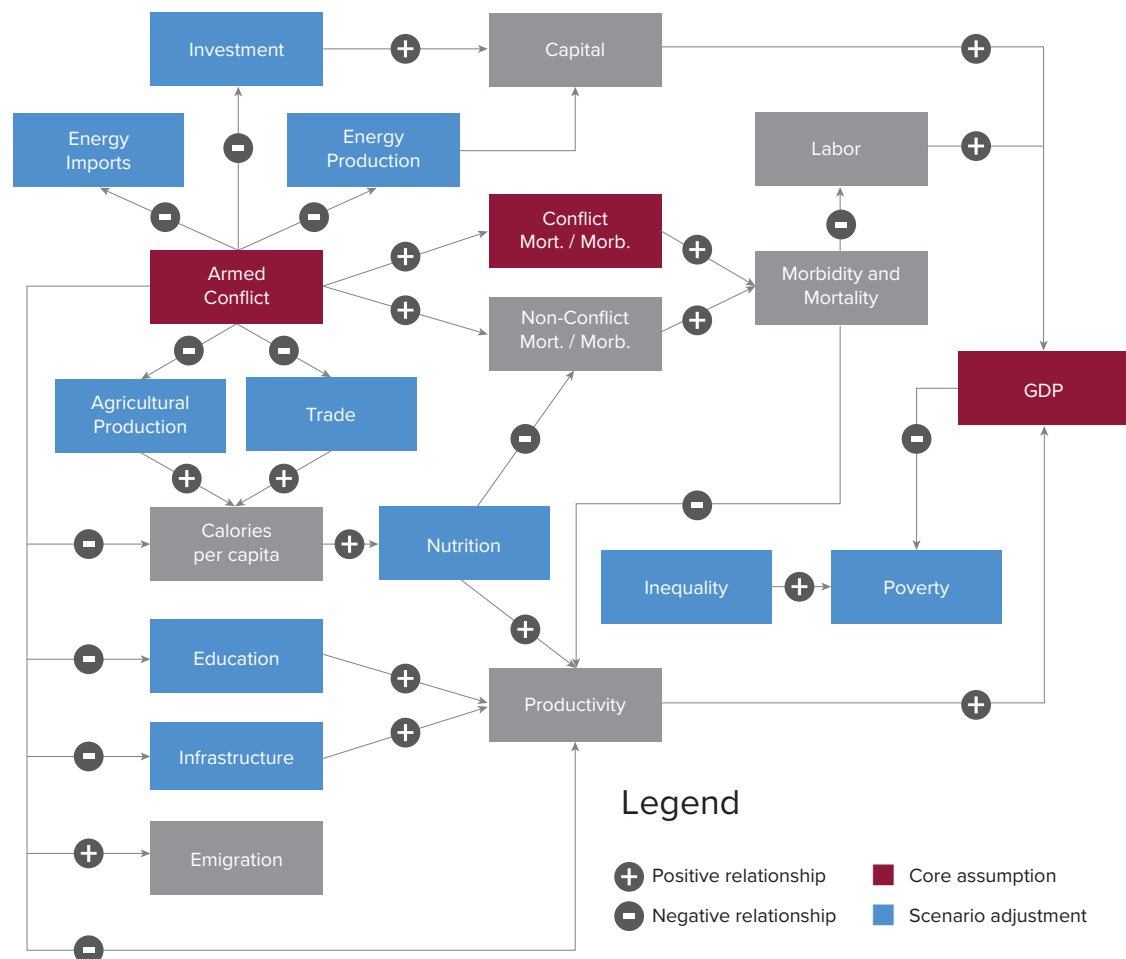 Investment
Capital
Energy
Imports
Energy
Production
Labor
Conflict
Mort. / Morb.
Armed
Conflict
Morbidity and
Mortality
Non-Conflict
Mort. / Morb.
GDP
Agricultural
Production
Trade
Calories
per capita
Nutrition
Inequality
Poverty
Education
Productivity
Infrastructure
Emigration
Legend
Positive relationship
Core assumption
Negative relationship
Scenario adjustment